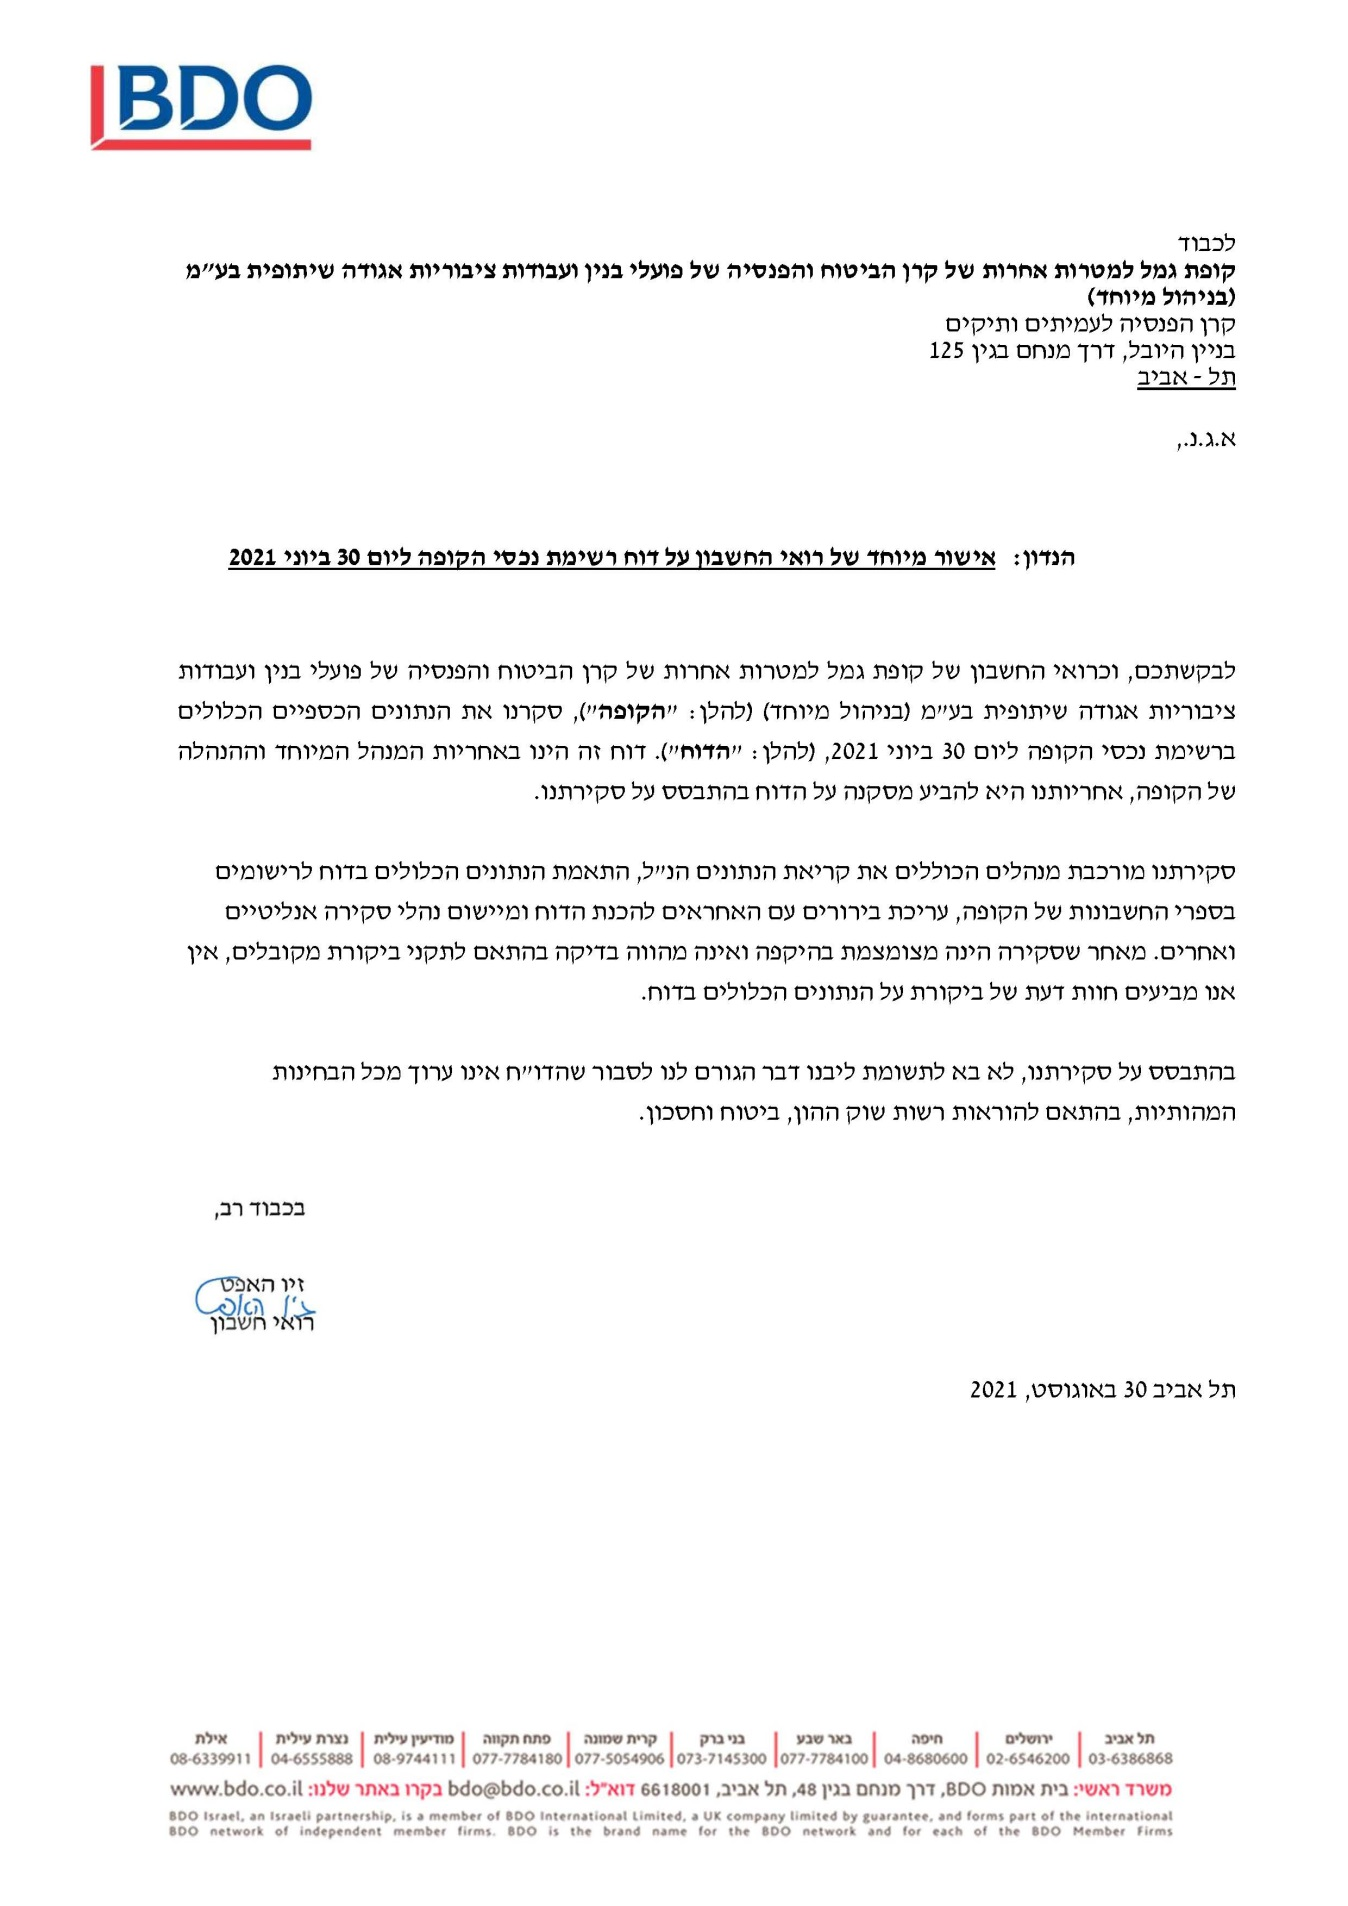 BDO
לכבוד
קופת גמל למטרות אחרות של קרן הביטוח והפנסיה של פועלי בנין ועבודות ציבוריות אגודה שיתופית בע"מ
(בניהול מיוחד)
קרן הפנסיה לעמיתים ותיקים
בניין היובל, דרך מנחם בגין 125
תל - אביב
א.ג.נ.,
הנדון: אישור מיוחד של רואי החשבון על דוח רשימת נכסי הקופה ליום 30 ביוני 2021
לבקשתכם, וכרואי החשבון של קופת גמל למטרות אחרות של קרן הביטוח והפנסיה של פועלי בנין ועבודות
ציבוריות אגודה שיתופית בע"מ (בניהול מיוחד) (להלן: "הקופה"), סקרנו את הנתונים הכספיים הכלולים
ברשימת נכסי הקופה ליום 30 ביוני 2021, (להלן: "הדוח"). דוח זה הינו באחריות המנהל המיוחד וההנהלה
של הקופה, אחריותנו היא להביע מסקנה על הדוח בהתבסס על סקירתנו.
סקירתנו מורכבת מנהלים הכוללים את קריאת הנתונים הנ"ל, התאמת הנתונים הכלולים בדוח לרישומים
בספרי החשבונות של הקופה, עריכת בירורים עם האחראים להכנת הדוח ומיישום נהלי סקירה אנליטיים
ואחרים. מאחר שסקירה הינה מצומצמת בהיקפה ואינה מהווה בדיקה בהתאם לתקני ביקורת מקובלים, אין
אנו מביעים חוות דעת של ביקורת על הנתונים הכלולים בדוח.
בהתבסס על סקירתנו, לא בא לתשומת ליבנו דבר הגורם לנו לסבור שהדו"ח אינו ערוך מכל הבחינות
המהותיות, בהתאם להוראות רשות שוק ההון, ביטוח וחסכון.
בכבוד רב,
זיו האפט
זיו האפט
רואי חשבון
תל אביב 30 באוגוסט, 2021
תל אביב | ירושלים | חיפה | באר שבע | בני ברק | קרית שמונה | פתח תקווה | מודיעין עילית | נצרת עילית | אילת
03-6386868 | 02-6546200 | 04-8680600 | 077-7784100 | 073-7145300 | 077-5054906 | 077-7784180 | 08-9744111 | 04-6555888 | 08-6339911
משרד ראשי: בית אמות BDO, דרך מנחם בגין 48, תל אביב, 6618001 דוא"ל: bdo@bdo.co.il בקרו באתר שלנו: www.bdo.co.il
BDO Israel, an Israeli partnership, is a member of BDO International Limited, a UK company limited by guarantee, and forms part of the international
BDO network of independent member firms. BDO is the brand name for the BDO network and for each of the BDO Member Firms